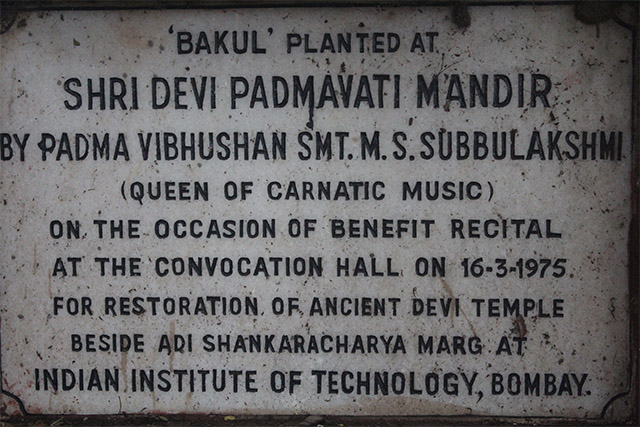 'BAKUL' PLANTED AT
SHRI DEVI PADMAVATI MANDIR
BY PADMA VIBHUSHAN SMT. M. S. SUBBULAKSHMI
(QUEEN OF CARNATIC MUSIC)
ON THE OCCASION OF BENEFIT RECITAL
AT THE CONVOCATION HALL ON 16-3-1975.
FOR RESTORATION OF ANCIENT DEVI TEMPLE
BESIDE ADI SHANKARACHARYA MARG AT
INDIAN INSTITUTE OF TECHNOLOGY, BOMBAY.